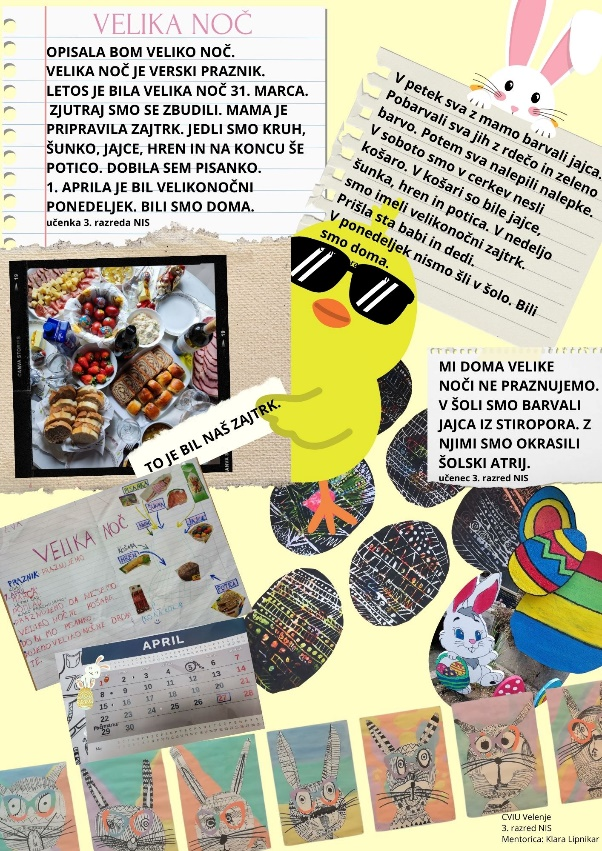 VELIKA NOČ
OPISALA BOM VELIKO NOČ.
VELIKA NOČ JE VERSKI PRAZNIK.
LETOS JE BILA VELIKA NOČ 31. MARCA.
ZJUTRAJ SMO SE ZBUDILI. MAMA JE
PRIPRAVILA ZAJTRK. JEDLI SMO KRUH,
ŠUNKO, JAJCE, HREN IN NA KONCU ŠE
POTICO. DOBILA SEM PISANKO.
1. APRILA JE BIL VELIKONOČNI
PONEDELJEK. BILI SMO DOMA.
učenka 3. razreda NIS
V petek sva z mamo barvali jajca.
Pobarvali sva jih z rdečo in zeleno
barvo. Potem sva nalepili nalepke.
V soboto smo v cerkev nesli
košaro. V košari so bile jajce,
šunka, hren in potica. V nedeljo
smo imeli velikonočni zajtrk.
Prišla sta babi in dedi.
V ponedeljek nismo šli v šolo. Bili
smo doma.
MI DOMA VELIKE
NOČI NE PRAZNUJEMO.
V ŠOLI SMO BARVALI
JAJCA IZ STIROPORA. Z
NJIMI SMO OKRASILI
ŠOLSKI ATRIJ.
učenec 3. razred NIS
TO JE BIL NAŠ ZAJTRK.
VELIKA NOČ
PRAZNIK
HREN
JAJCE
POTICA
APRIL
CVIU Velenje
3. razred NIS
Mentorica: Klara Lipnikar